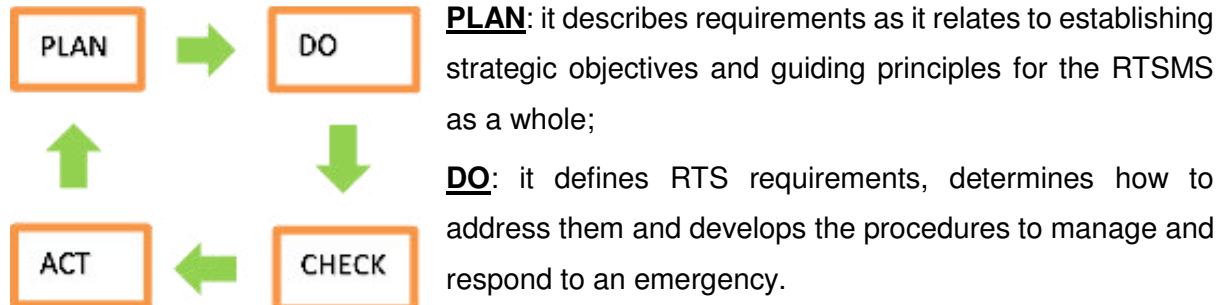 PLAN
DO
ACT
CHECK
PLAN: it describes requirements as it relates to establishing
strategic objectives and guiding principles for the RTSMS
as a whole;
DO: it defines RTS requirements, determines how to
address them and develops the procedures to manage and
respond to an emergency.